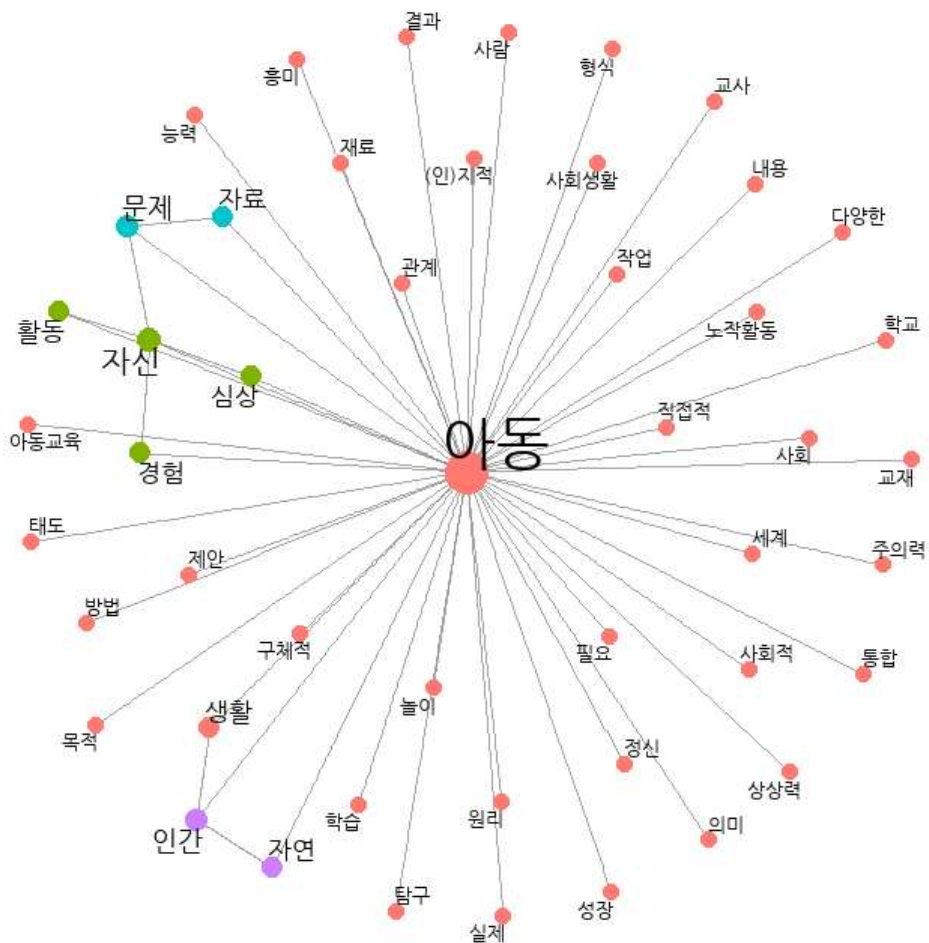 결과
사람
형식
흥미
교사
능력
재료
(인)지적
사회생활
내용
문제
자료
다양한
관계
작업
활동
자신
노작활동
학교
심상
직접적
아동
아동교육
경험
사회
교재
태도
제안
세계
주의력
방법
구체적
필요
사회적
통합
목적
생활
놀이
정신
상상력
인간
자연
학습
원리
의미
탐구
실제
성장